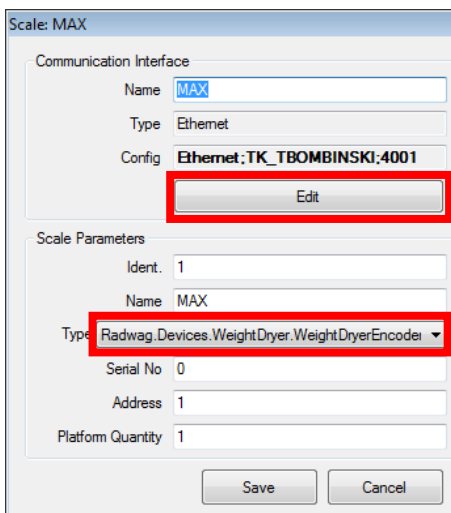 Scale: MAX
Communication Interface
Name MAX
Type Ethernet
Config Ethernet;TK_TBOMBINSKI;4001
Edit
Scale Parameters
Ident. 1
Name MAX
Type Radwag.Devices.WeightDryer.WeightDryerEncoder
Serial No 0
Address 1
Platform Quantity 1
Save Cancel